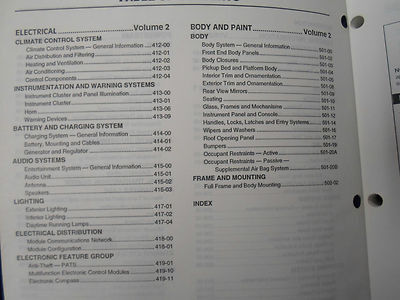 ELECTRICAL Volume 2
CLIMATE CONTROL SYSTEM
Climate Control System — General Information 412-00
Air Distribution and Filtering 412-01
Heating and Ventilation 412-02
Air Conditioning 412-03
Control Components 412-04
INSTRUMENTATION AND WARNING SYSTEMS
Instrument Cluster and Panel Illumination 413-00
Instrument Cluster 413-01
Horn 413-06
Warning Devices 413-09
BATTERY AND CHARGING SYSTEM
Charging System — General Information 414-00
Battery, Mounting and Cables 414-01
Generator and Regulator 414-02
AUDIO SYSTEMS
Entertainment System — General Information 415-00
Audio Unit 415-01
Antenna 415-02
Speakers 415-03
LIGHTING
Exterior Lighting 417-01
Interior Lighting 417-02
Daytime Running Lamps 417-04
ELECTRICAL DISTRIBUTION
Module Communications Network 418-00
Module Configuration 418-01
ELECTRONIC FEATURE GROUP
Anti-Theft — PATS 419-01
Multifunction Electronic Control Modules 419-10
Electronic Compass 419-11
BODY AND PAINT Volume 2
BODY
Body System — General Information 501-00
Front End Body Panels 501-02
Body Closures 501-03
Pickup Bed and Platform Body 501-04
Interior Trim and Ornamentation 501-05
Exterior Trim and Ornamentation 501-08
Rear View Mirrors 501-09
Seating 501-10
Glass, Frames and Mechanisms 501-11
Instrument Panel and Console 501-12
Handles, Locks, Latches and Entry Systems 501-14
Wipers and Washers 501-16
Roof Opening Panel 501-17
Bumpers 501-19
Occupant Restraints — Active 501-20A
Occupant Restraints — Passive —
Supplemental Air Bag System 501-20B
FRAME AND MOUNTING
Full Frame and Body Mounting 502-02
INDEX